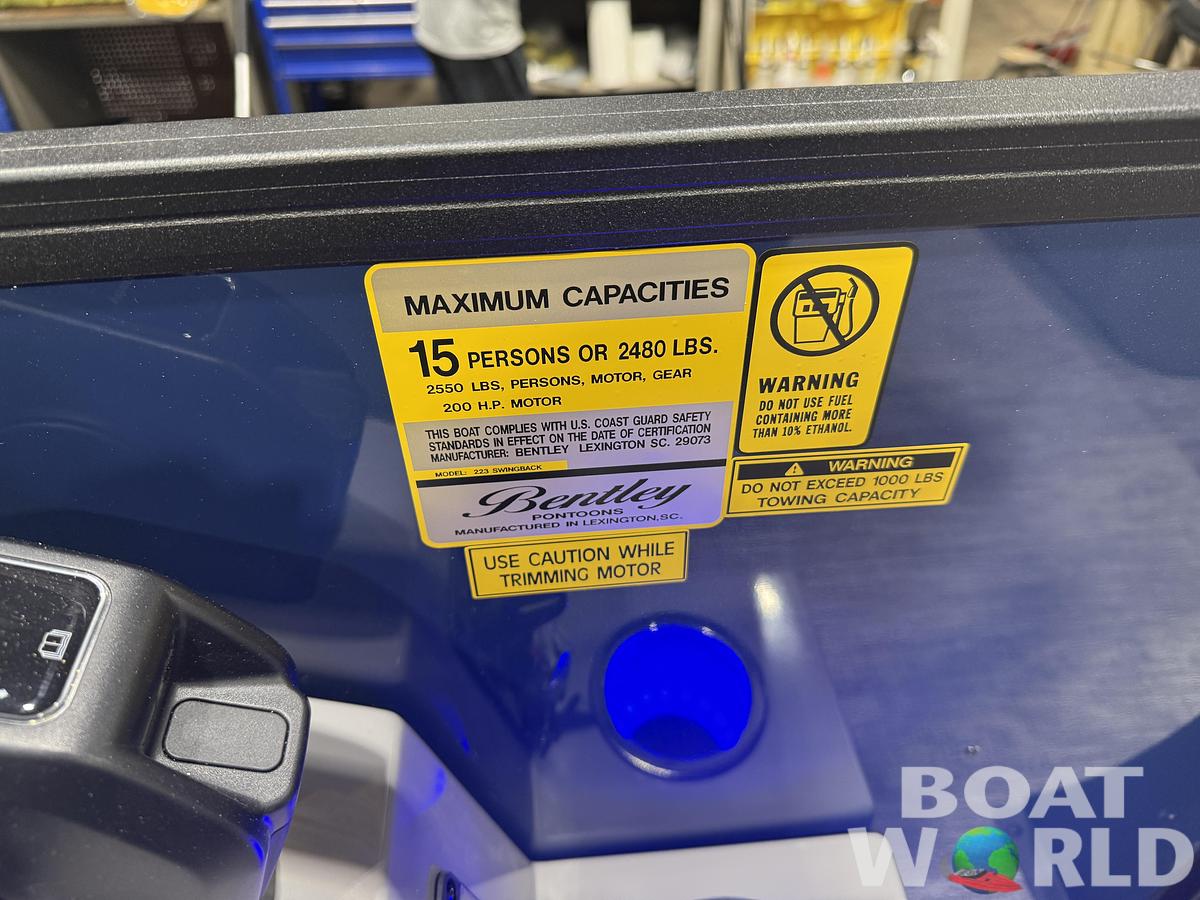 MAXIMUM CAPACITIES
15 PERSONS OR 2480 LBS.
2550 LBS, PERSONS, MOTOR, GEAR
200 H.P. MOTOR
THIS BOAT COMPLIES WITH U.S. COAST GUARD SAFETY
STANDARDS IN EFFECT ON THE DATE OF CERTIFICATION
MANUFACTURER: BENTLEY LEXINGTON SC. 29073
MODEL: 223 SWINGBACK
Bentley
PONTOONS
MANUFACTURED IN LEXINGTON,SC.
WARNING
DO NOT USE FUEL
CONTAINING MORE
THAN 10% ETHANOL.
WARNING
DO NOT EXCEED 1000 LBS
TOWING CAPACITY
USE CAUTION WHILE
TRIMMING MOTOR
BOAT
WORLD